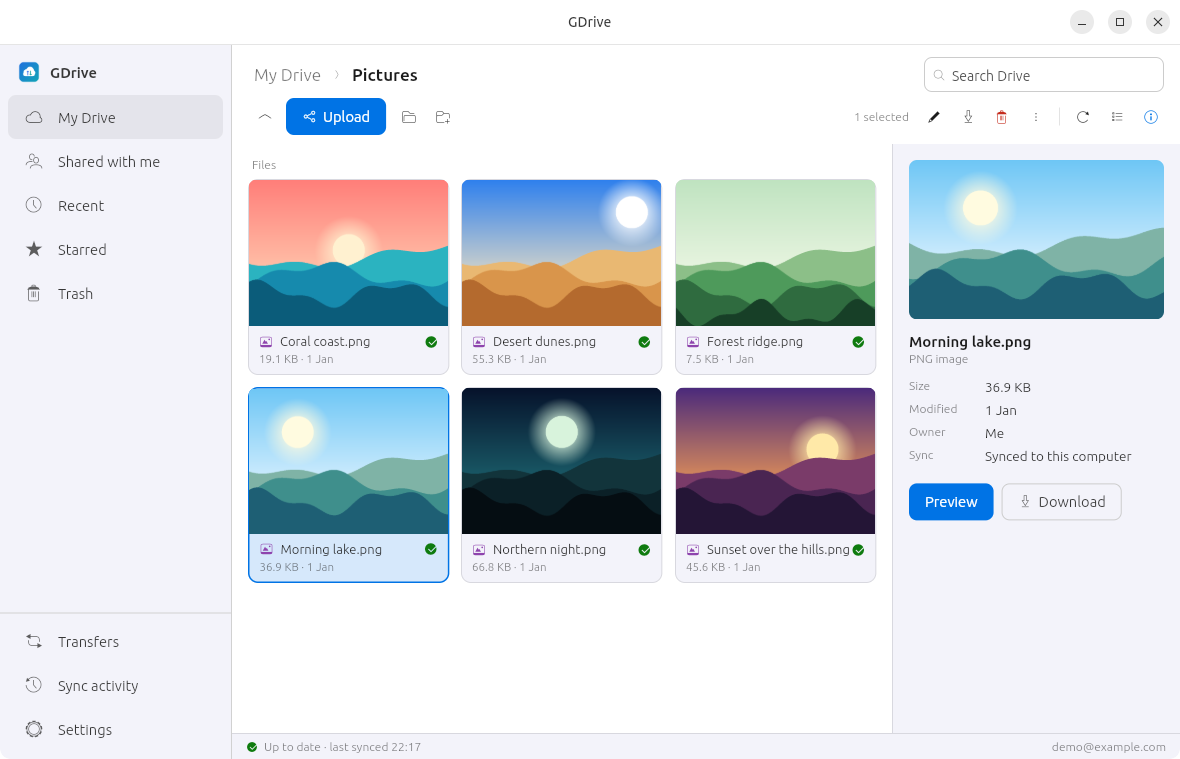 GDrive
GDrive
My Drive
Shared with me
Recent
Starred
Trash
Transfers
Sync activity
Settings
My Drive › Pictures
Search Drive
Upload
1 selected
Files
Coral coast.png
19.1 KB · 1 Jan
Desert dunes.png
55.3 KB · 1 Jan
Forest ridge.png
7.5 KB · 1 Jan
Morning lake.png
36.9 KB · 1 Jan
Northern night.png
66.8 KB · 1 Jan
Sunset over the hills.png
45.6 KB · 1 Jan
Morning lake.png
PNG image
Size 36.9 KB
Modified 1 Jan
Owner Me
Sync Synced to this computer
Preview
Download
Up to date · last synced 22:17
demo@example.com